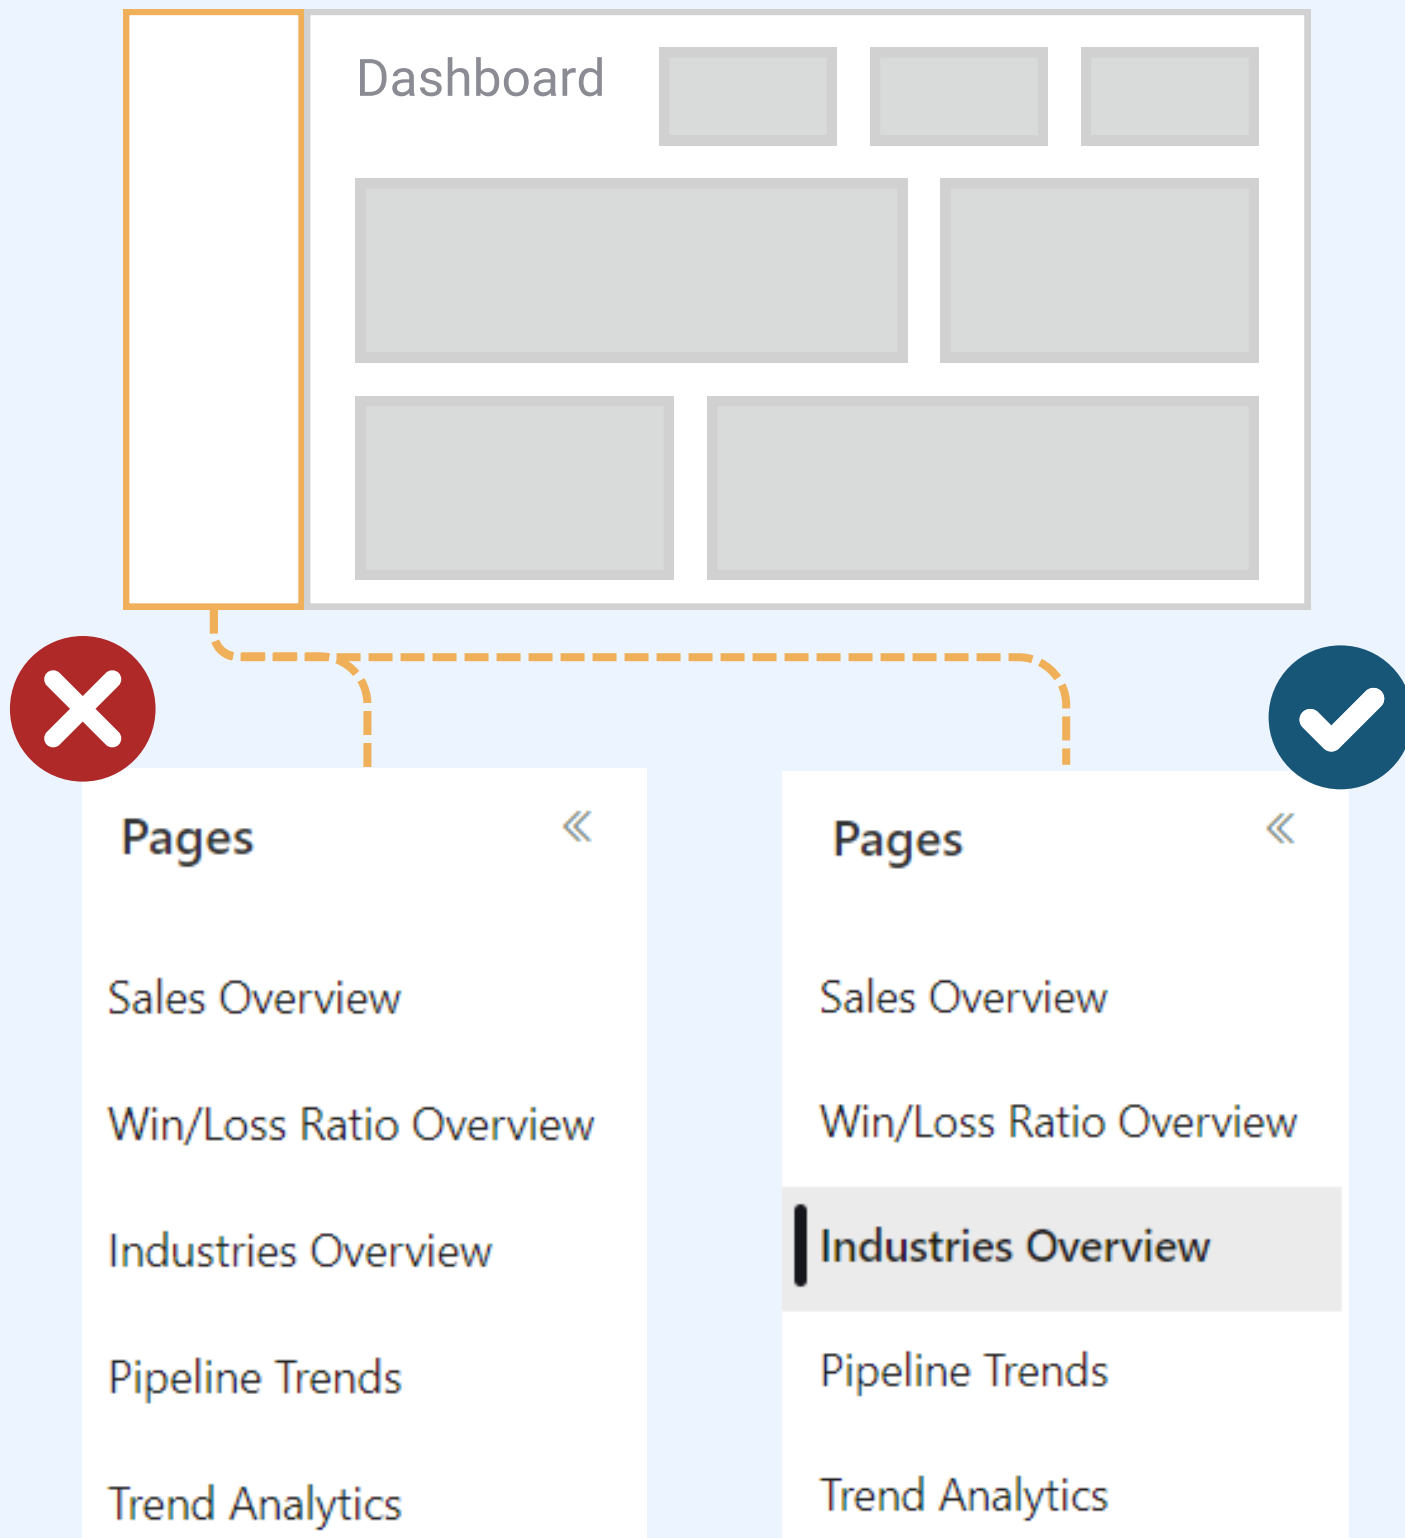 Dashboard
Pages
Sales Overview
Win/Loss Ratio Overview
Industries Overview
Pipeline Trends
Trend Analytics
Pages
Sales Overview
Win/Loss Ratio Overview
Industries Overview
Pipeline Trends
Trend Analytics